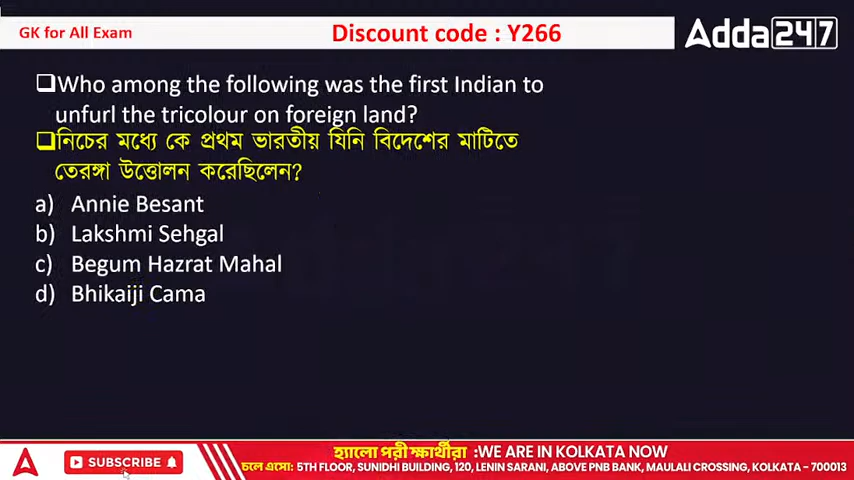 GK for All Exam
Discount code : Y266
Adda247
❑Who among the following was the first Indian to
unfurl the tricolour on foreign land?
❑নিচের মধ্যে কে প্রথম ভারতীয় যিনি বিদেশের মাটিতে
তেরঙ্গা উত্তোলন করেছিলেন?
a) Annie Besant
b) Lakshmi Sehgal
c) Begum Hazrat Mahal
d) Bhikaiji Cama
হ্যালো পরীক্ষার্থীরা :WE ARE IN KOLKATA NOW
SUBSCRIBE
চলে এসো: 5TH FLOOR, SUNIDHI BUILDING, 120, LENIN SARANI, ABOVE PNB BANK, MAULALI CROSSING, KOLKATA - 700013